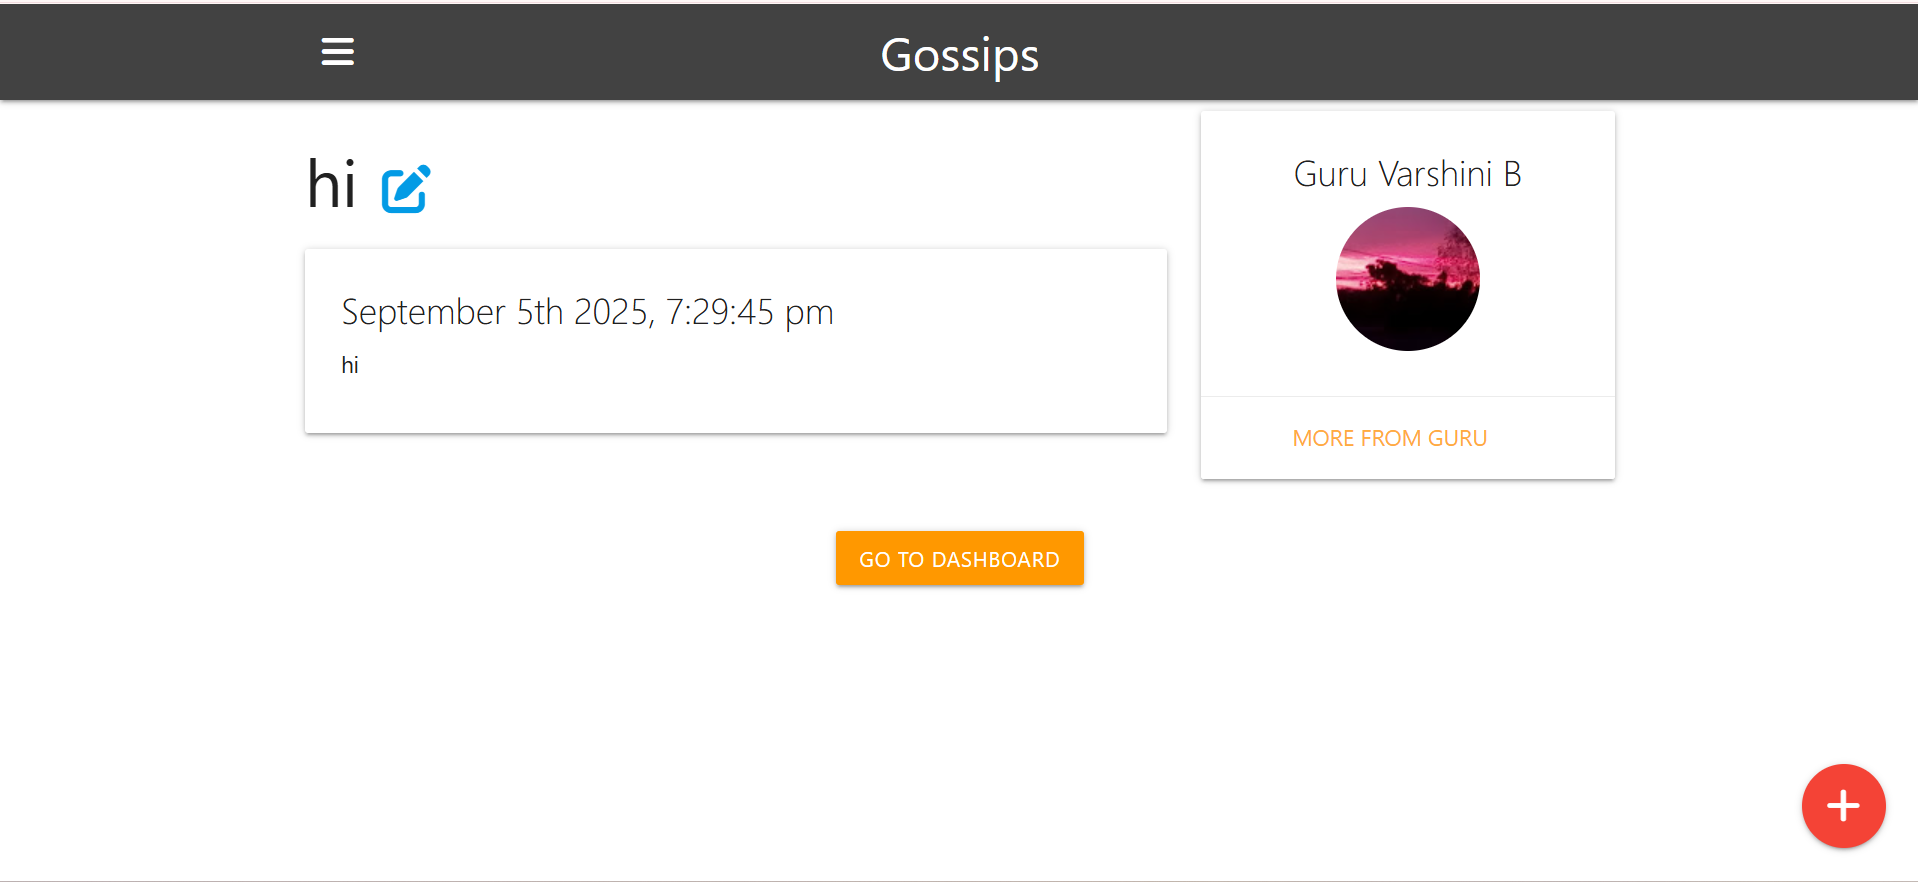 Gossips
hi
September 5th 2025, 7:29:45 pm
hi
Guru Varshini B
MORE FROM GURU
GO TO DASHBOARD